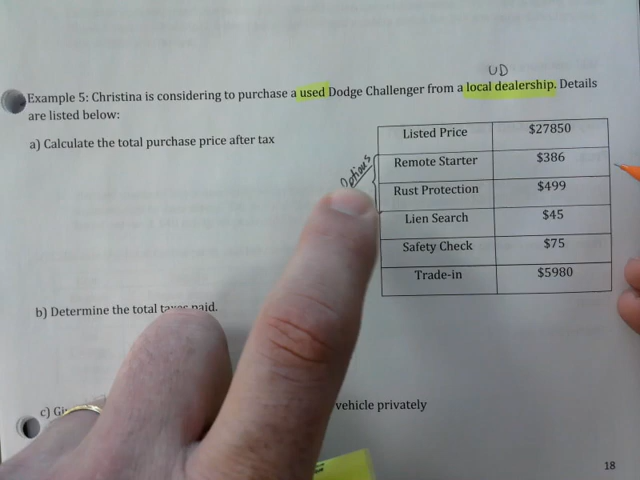 UD
Example 5: Christina is considering to purchase a used Dodge Challenger from a local dealership. Details
are listed below:
a) Calculate the total purchase price after tax
Listed Price $27850
Remote Starter $386
Options
Rust Protection $499
Lien Search $45
Safety Check $75
Trade-in $5980
b) Determine the total taxes paid.
c) vehicle privately
18